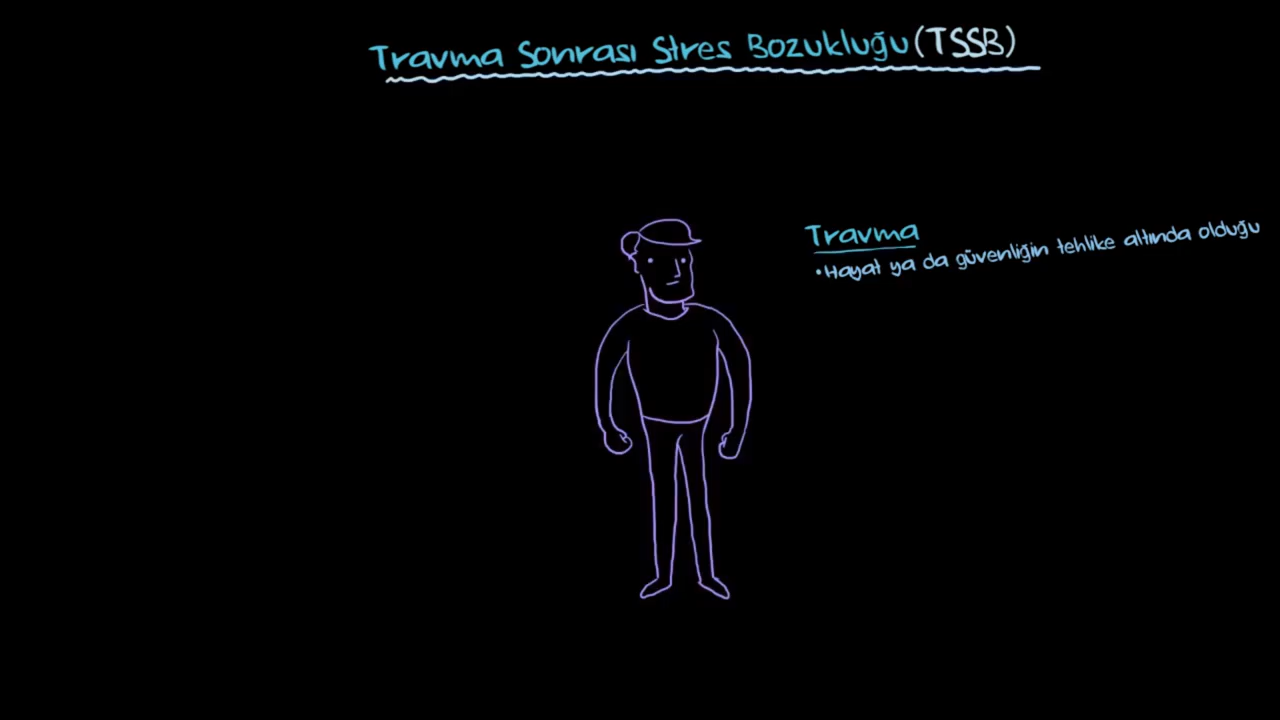 Travma Sonrası Stres Bozukluğu (TSSB)
Travma
•Hayat ya da güvenliğin tehlike altında olduğu